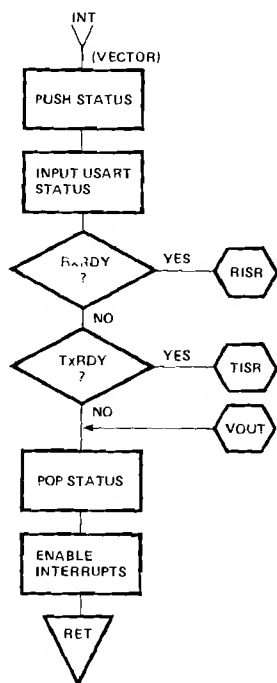 INT
(VECTOR)
PUSH STATUS
INPUT USART
STATUS
RxRDY
?
YES
RISR
NO
TxRDY
?
YES
TISR
NO
VOUT
POP STATUS
ENABLE
INTERRUPTS
RET